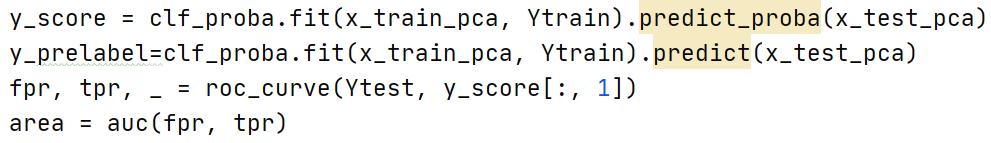 y_score = clf_proba.fit(x_train_pca, Ytrain).predict_proba(x_test_pca)
y_prelabel=clf_proba.fit(x_train_pca, Ytrain).predict(x_test_pca)
fpr, tpr, _ = roc_curve(Ytest, y_score[:, 1])
area = auc(fpr, tpr)